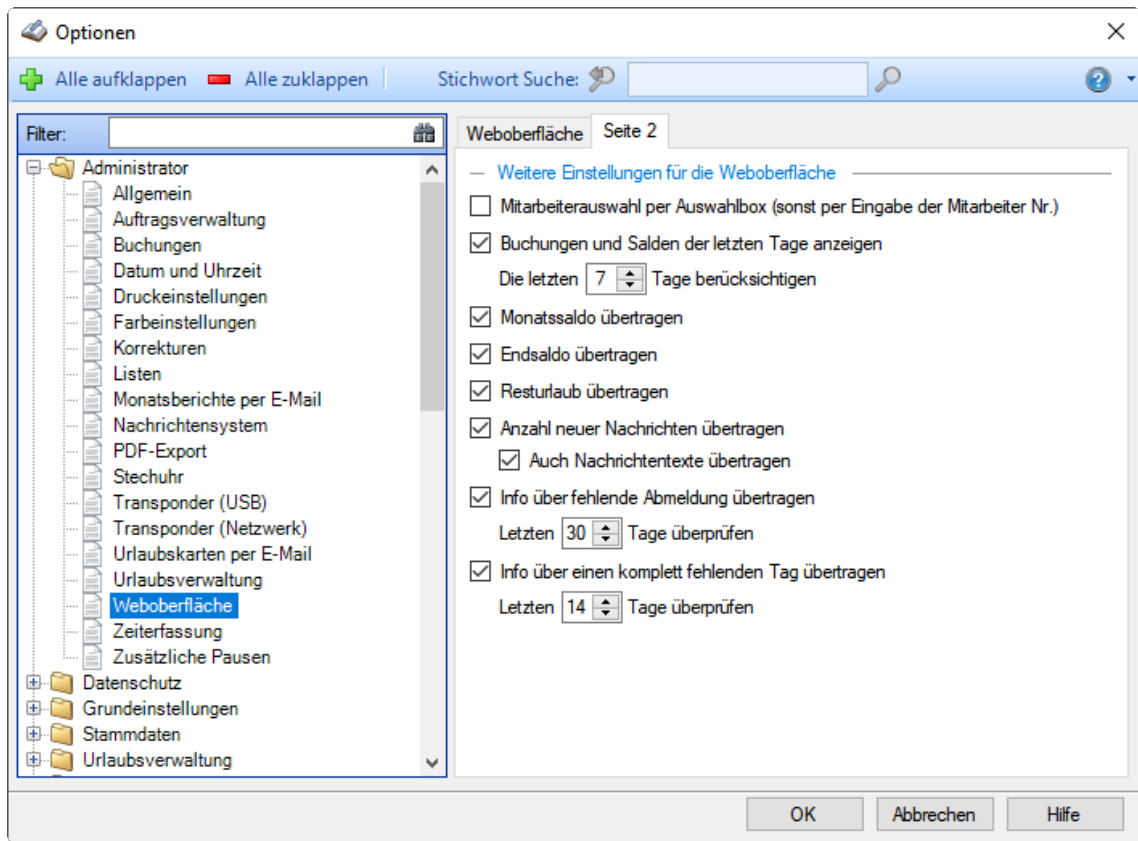 Optionen
Alle aufklappen Alle zuklappen Stichwort Suche:
Filter:
Administrator
Allgemein
Auftragsverwaltung
Buchungen
Datum und Uhrzeit
Druckeinstellungen
Farbeinstellungen
Korrekturen
Listen
Monatsberichte per E-Mail
Nachrichtensystem
PDF-Export
Stechuhr
Transponder (USB)
Transponder (Netzwerk)
Urlaubskarten per E-Mail
Urlaubsverwaltung
Weboberfläche
Zeiterfassung
Zusätzliche Pausen
Datenschutz
Grundeinstellungen
Stammdaten
Urlaubsverwaltung
Weboberfläche Seite 2
Weitere Einstellungen für die Weboberfläche
Mitarbeiterauswahl per Auswahlbox (sonst per Eingabe der Mitarbeiter Nr.)
Buchungen und Salden der letzten Tage anzeigen
Die letzten 7 Tage berücksichtigen
Monatssaldo übertragen
Endsaldo übertragen
Resturlaub übertragen
Anzahl neuer Nachrichten übertragen
Auch Nachrichtentexte übertragen
Info über fehlende Abmeldung übertragen
Letzten 30 Tage überprüfen
Info über einen komplett fehlenden Tag übertragen
Letzten 14 Tage überprüfen
OK Abbrechen Hilfe